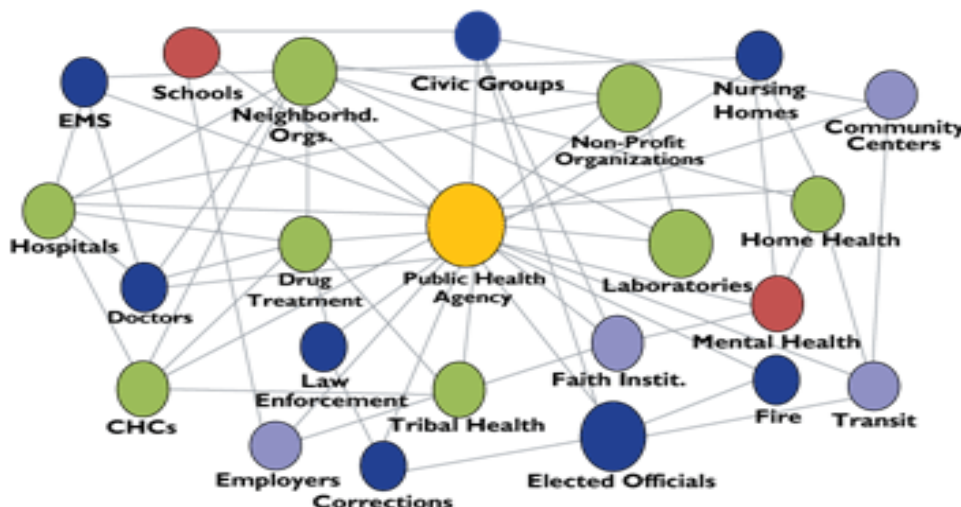 Schools
EMS
Neighborhd.
Orgs.
Civic Groups
Non-Profit
Organizations
Nursing
Homes
Community
Centers
Hospitals
Doctors
Drug
Treatment
Public Health
Agency
Laboratories
Home Health
CHCs
Law
Enforcement
Tribal Health
Faith Instit.
Mental Health
Fire
Transit
Employers
Corrections
Elected Officials